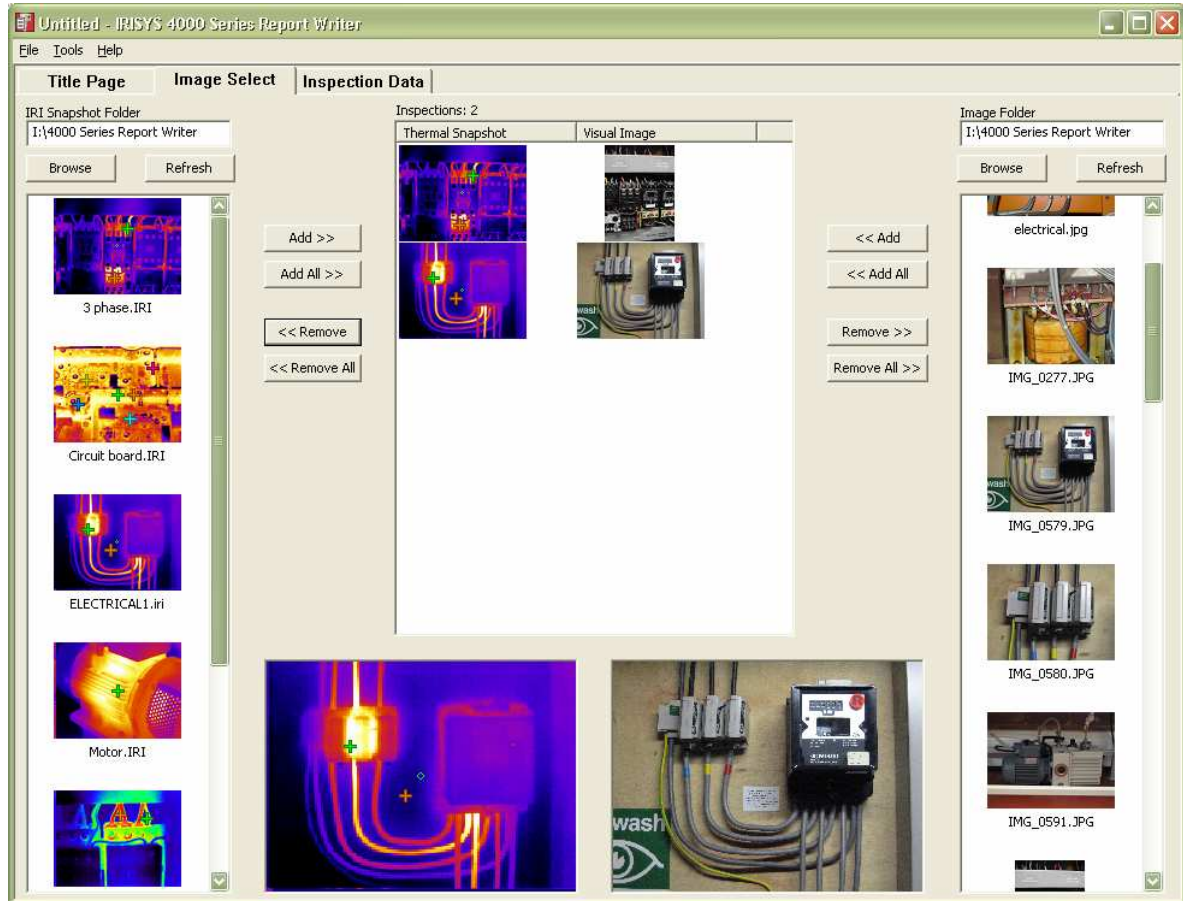 Untitled - IRISYS 4000 Series Report Writer
File Tools Help
Title Page
Image Select
Inspection Data
IRI Snapshot Folder
I:\4000 Series Report Writer
Browse
Refresh
3 phase.IRI
Circuit board.IRI
ELECTRICAL1.iri
Motor.IRI
Add >>
Add All >>
<< Remove
<< Remove All
Inspections: 2
Thermal Snapshot
Visual Image
wash
wash
<< Add
<< Add All
Remove >>
Remove All >>
Image Folder
I:\4000 Series Report Writer
Browse
Refresh
electrical.jpg
IMG_0277.JPG
wash
IMG_0579.JPG
IMG_0580.JPG
IMG_0591.JPG